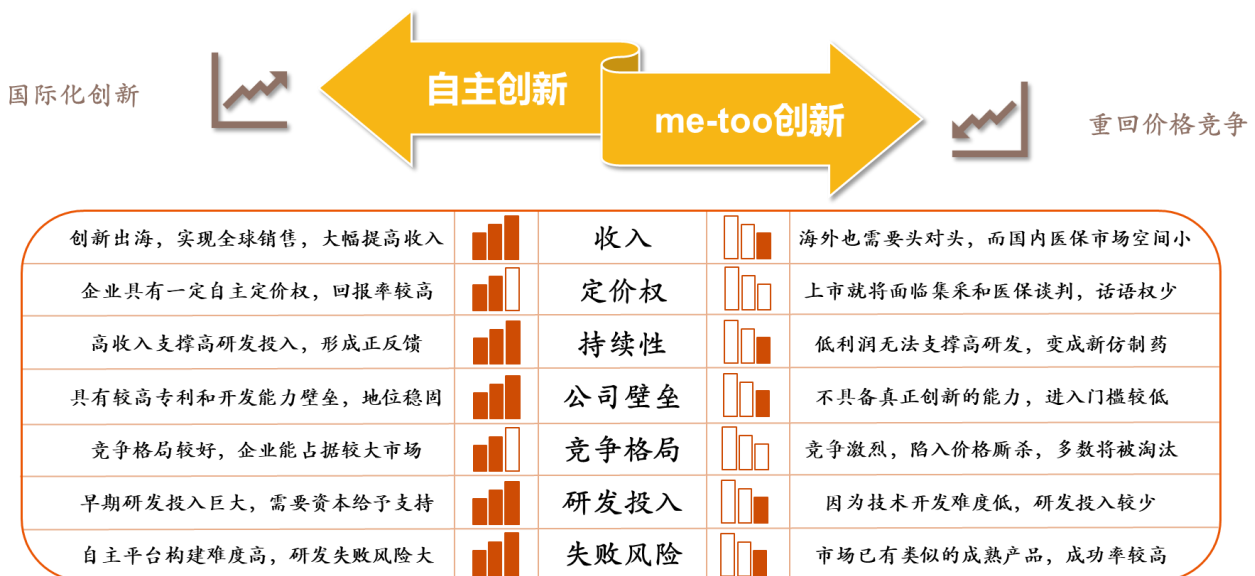 国际化创新
自主创新
me-too创新
重回价格竞争
创新出海，实现全球销售，大幅提高收入
收入
海外也需要头对头，而国内医保市场空间小
企业具有一定自主定价权，回报率较高
定价权
上市就将面临集采和医保谈判，话语权少
高收入支撑高研发投入，形成正反馈
持续性
低利润无法支撑高研发，变成新仿制药
具有较高专利和开发能力壁垒，地位稳固
公司壁垒
不具备真正创新的能力，进入门槛较低
竞争格局较好，企业能占据较大市场
竞争格局
竞争激烈，陷入价格厮杀，多数将被淘汰
早期研发投入巨大，需要资本给予支持
研发投入
因为技术开发难度低，研发投入较少
自主平台构建难度高，研发失败风险大
失败风险
市场已有类似的成熟产品，成功率较高